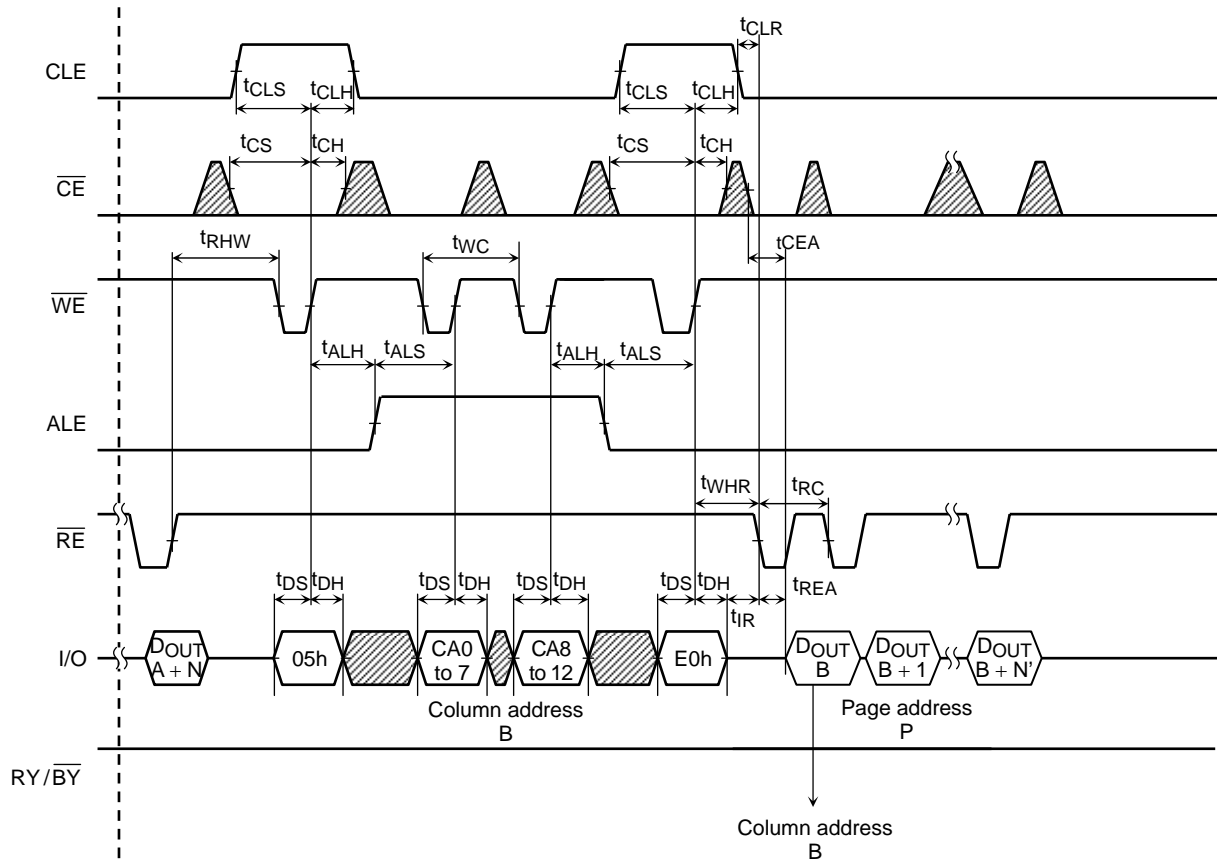 tCLR
CLE
tCLS tCLH tCLS tCLH
tCS tCH tCS tCH
CE
tRHW tWC tCEA
WE
tALH tALS tALH tALS
ALE
tWHR tRC
RE
tDS tDH tDS tDH tDS tDH tDS tDH tREA
tIR
I/O
DOUT
A + N
05h
CA0
to 7
CA8
to 12
E0h
DOUT
B
DOUT
B + 1
DOUT
B + N’
Column address
B
Page address
P
RY/BY
Column address
B